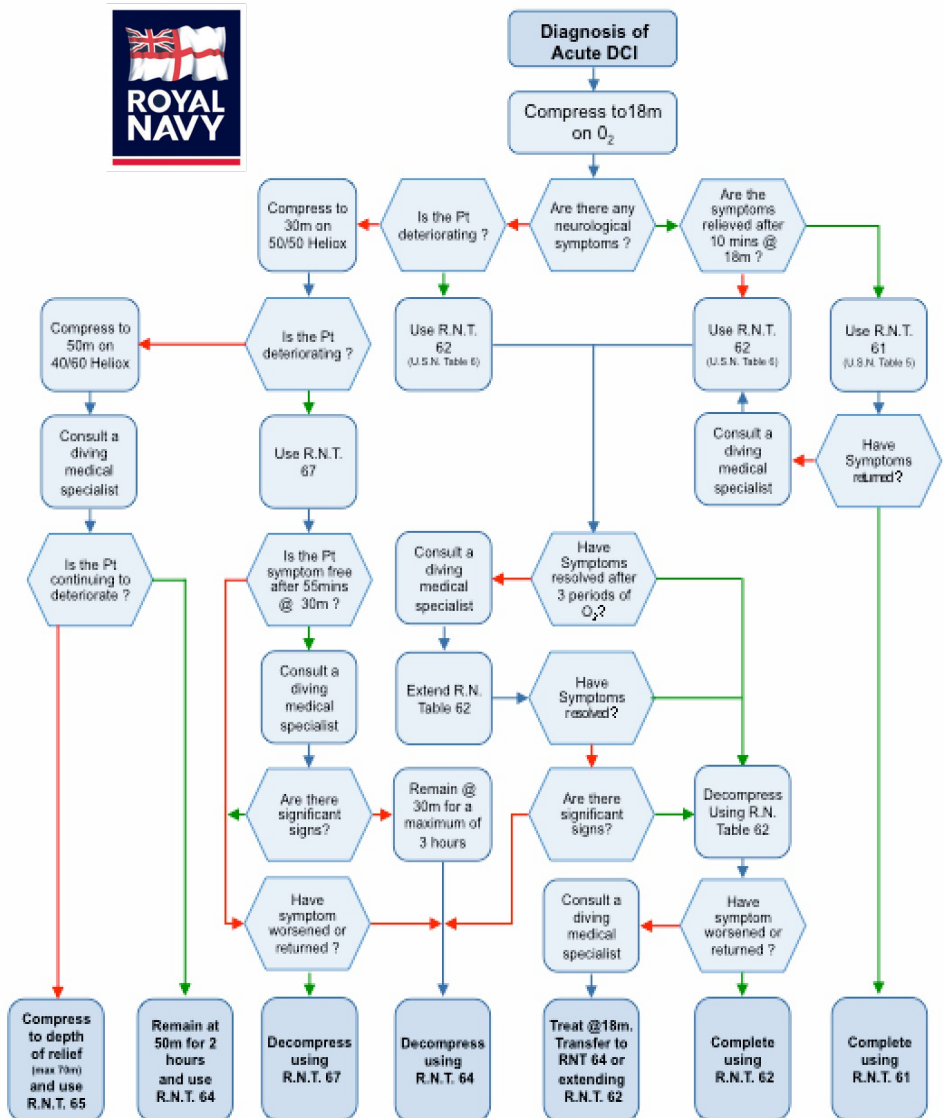 ROYAL
NAVY
Diagnosis of
Acute DCI
Compress to18m
on 0₂
Compress to
30m on
50/50 Heliox
Is the Pt
deteriorating ?
Are there any
neurological
symptoms ?
Are the
symptoms
relieved after
10 mins @
18m ?
Compress to
50m on
40/60 Heliox
Is the Pt
deteriorating ?
Use R.N.T.
62
(U.S.N. Table 6)
Use R.N.T.
62
(U.S.N. Table 6)
Use R.N.T.
61
(U.S.N. Table 5)
Consult a
diving
medical
specialist
Use R.N.T.
67
Consult a
diving
medical
specialist
Have
Symptoms
returned?
Is the Pt
continuing to
deteriorate ?
Is the Pt
symptom free
after 55mins
@ 30m ?
Consult a
diving
medical
specialist
Have
Symptoms
resolved after
3 periods of
O₂?
Consult a
diving
medical
specialist
Extend R.N.
Table 62
Have
Symptoms
resolved?
Are there
significant
signs?
Remain @
30m for a
maximum of
3 hours
Are there
significant
signs?
Decompress
Using R.N.
Table 62
Have
symptom
worsened or
returned ?
Consult a
diving
medical
specialist
Have
symptom
worsened or
returned ?
Compress
to depth
of relief
(max 70m)
and use
R.N.T. 65
Remain at
50m for 2
hours
and use
R.N.T. 64
Decompress
using
R.N.T. 67
Decompress
using
R.N.T. 64
Treat @18m.
Transfer to
RNT 64 or
extending
R.N.T. 62
Complete
using
R.N.T. 62
Complete
using
R.N.T. 61